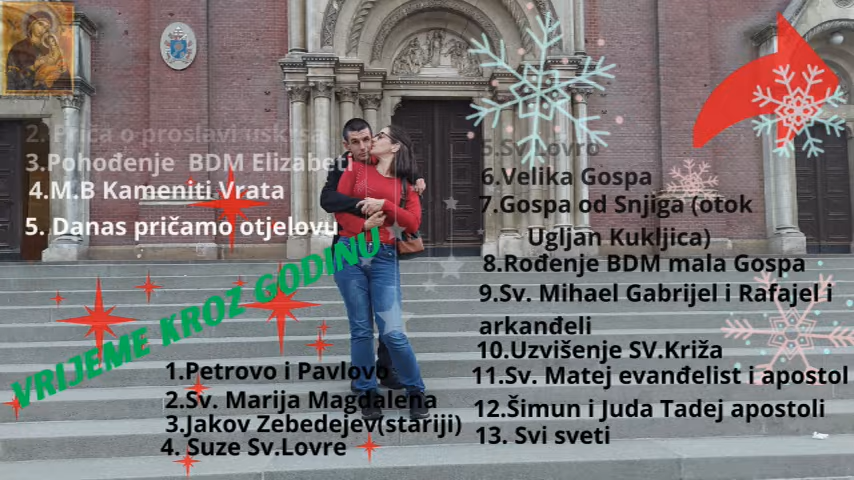 2. Priča o proslavi uskrsa
3.Pohođenje BDM Elizabeti
4.M.B Kameniti Vrata
5. Danas pričamo otjelovu
VRIJEME KROZ GODINU
1.Petrovo i Pavlovo
2.Sv. Marija Magdalena
3.Jakov Zebedejev(stariji)
4. Suze Sv.Lovre
5.Sv.Lovro
6.Velika Gospa
7.Gospa od Snjiga (otok
Ugljan Kukljica)
8.Rođenje BDM mala Gospa
9.Sv. Mihael Gabrijel i Rafajel i
arkanđeli
10.Uzvišenje SV.Križa
11.Sv. Matej evanđelist i apostol
12.Šimun i Juda Tadej apostoli
13. Svi sveti